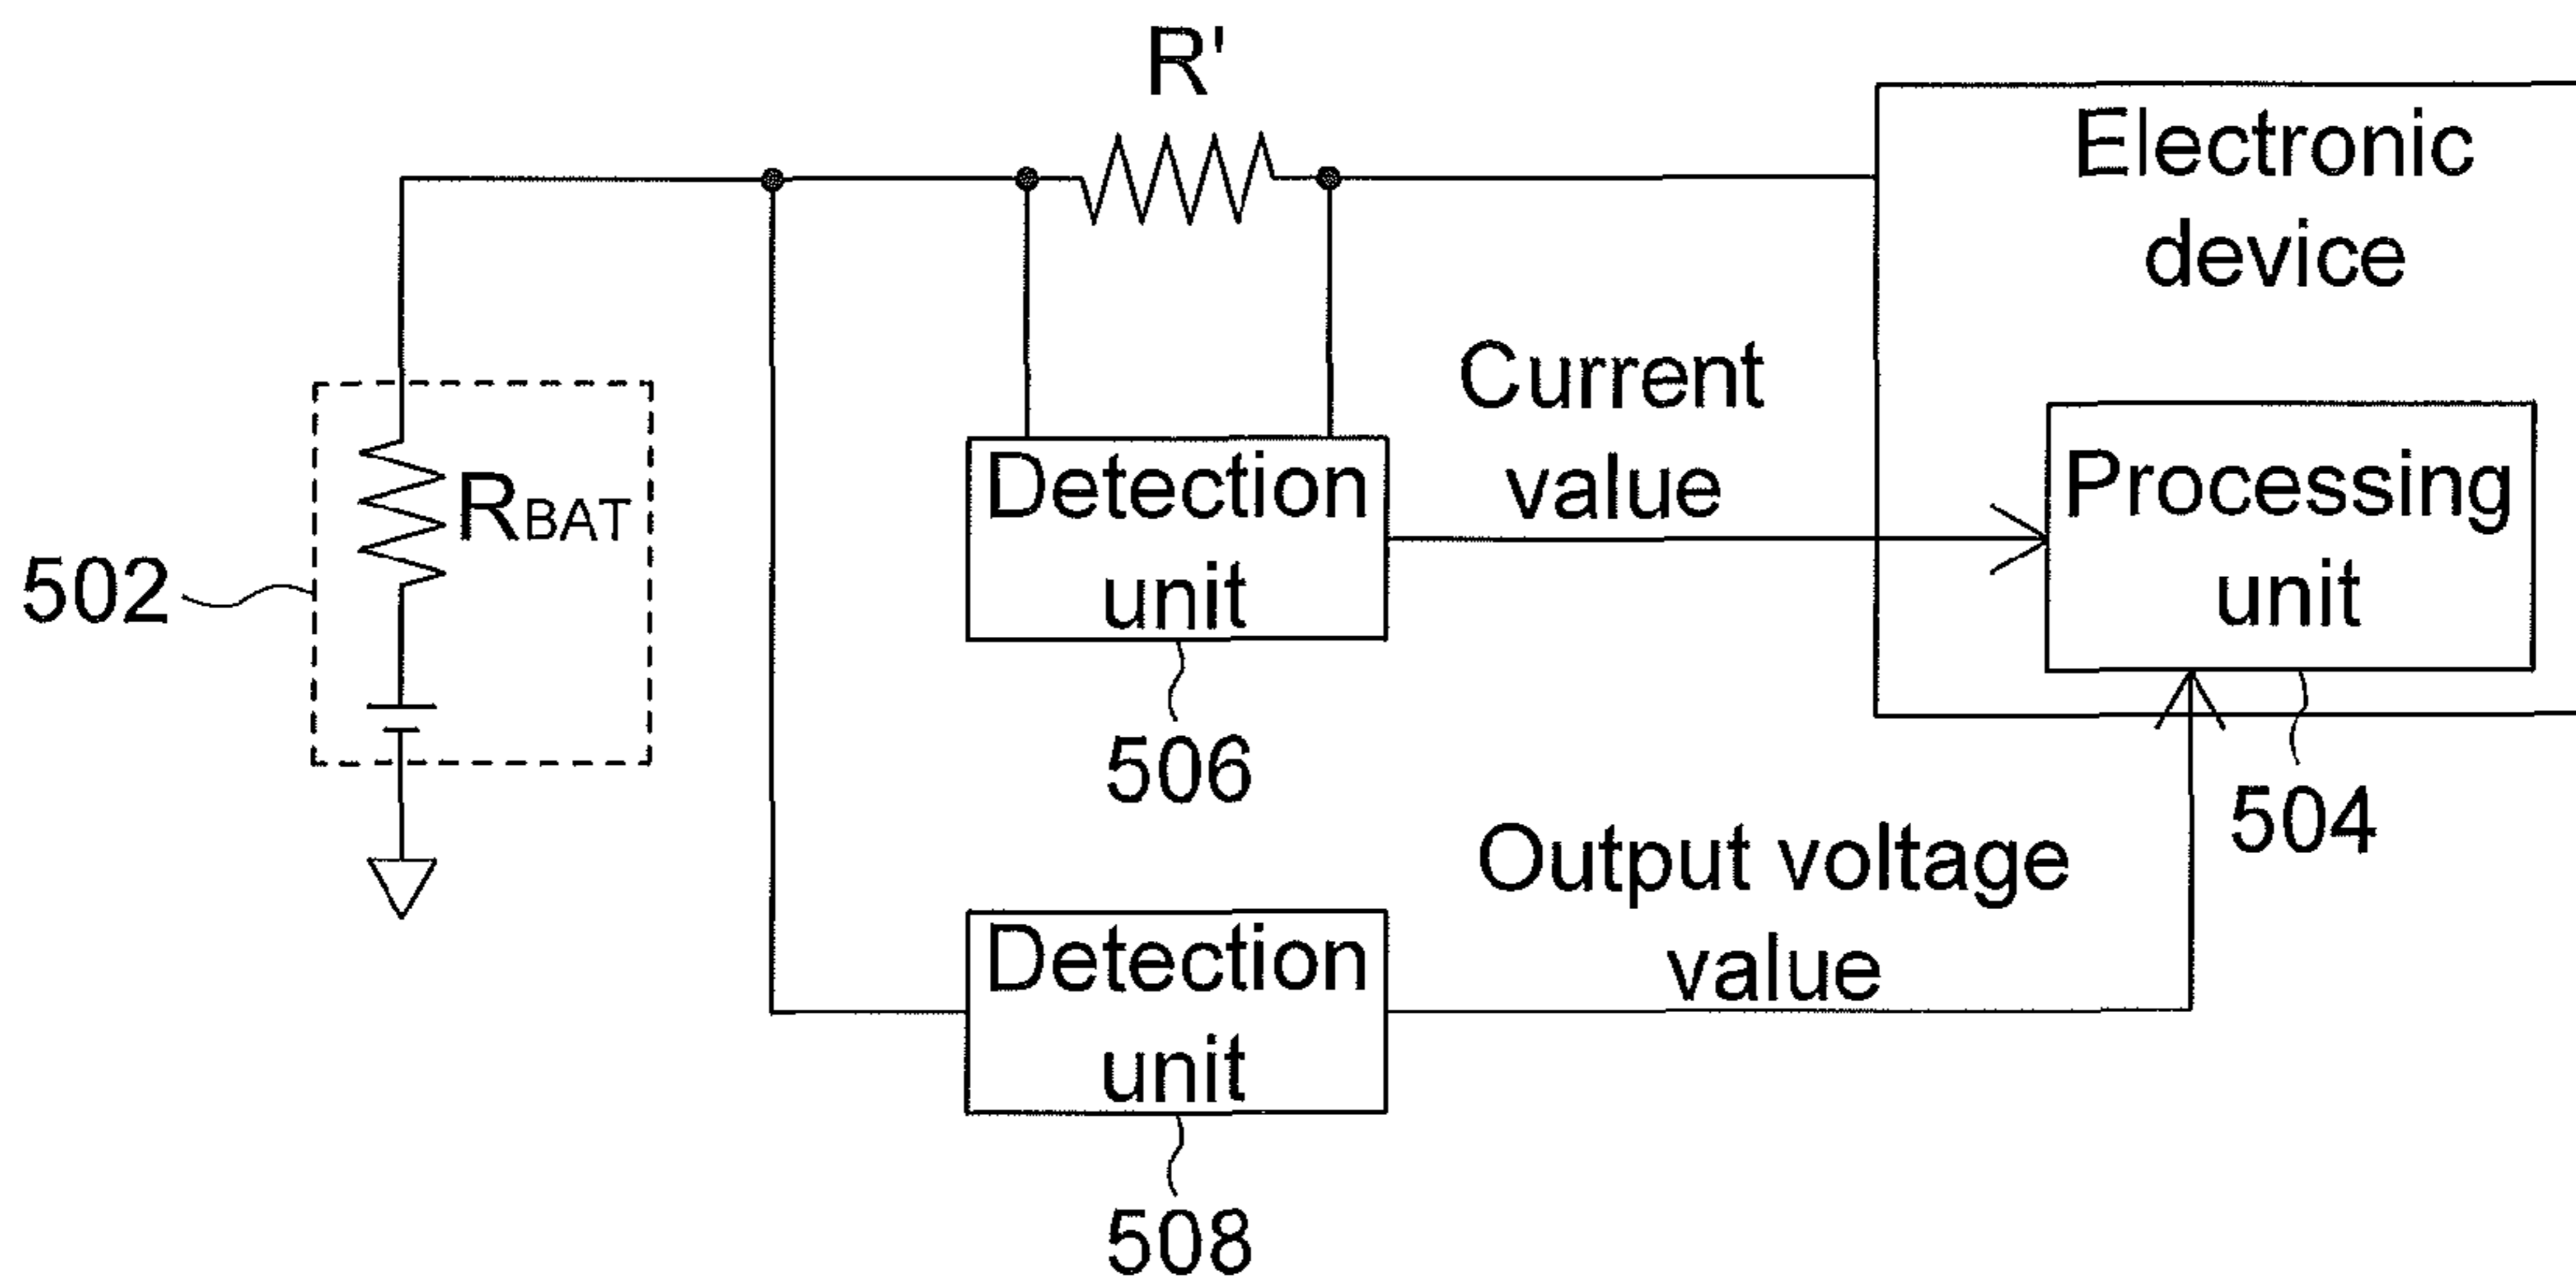 R'
Electronic
device
Current
value
Detection
unit
Processing
unit
RBAT
502
506
504
Output voltage
value
Detection
unit
508